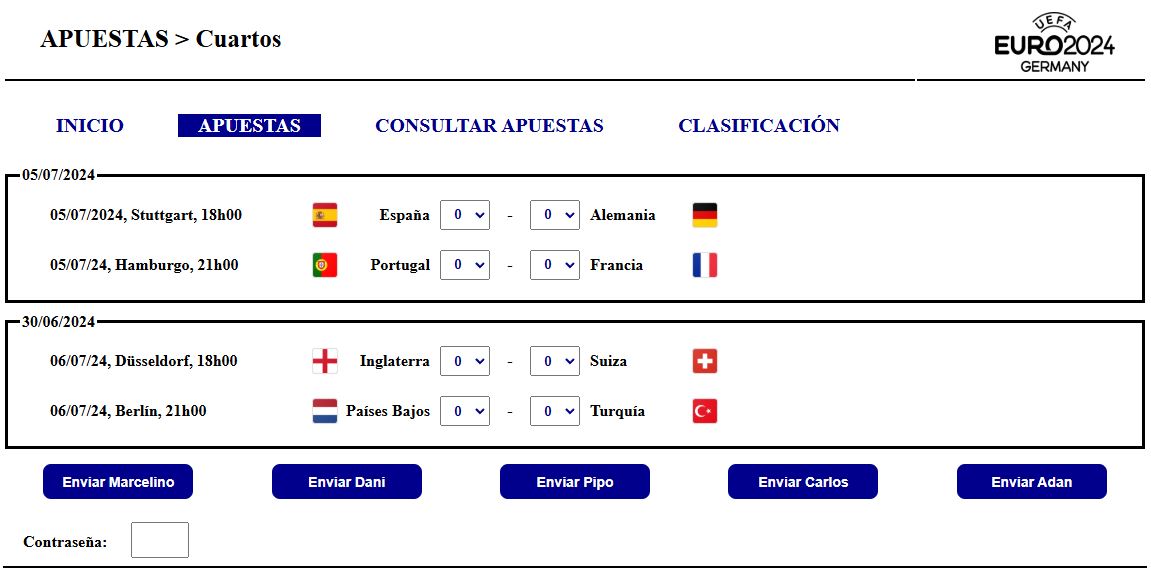 APUESTAS > Cuartos
UEFA
EURO2024
GERMANY
INICIO APUESTAS CONSULTAR APUESTAS CLASIFICACIÓN
05/07/2024
05/07/2024, Stuttgart, 18h00 España 0 - 0 Alemania
05/07/24, Hamburgo, 21h00 Portugal 0 - 0 Francia
30/06/2024
06/07/24, Düsseldorf, 18h00 Inglaterra 0 - 0 Suiza
06/07/24, Berlín, 21h00 Países Bajos 0 - 0 Turquía
Enviar Marcelino Enviar Dani Enviar Pipo Enviar Carlos Enviar Adan
Contraseña: